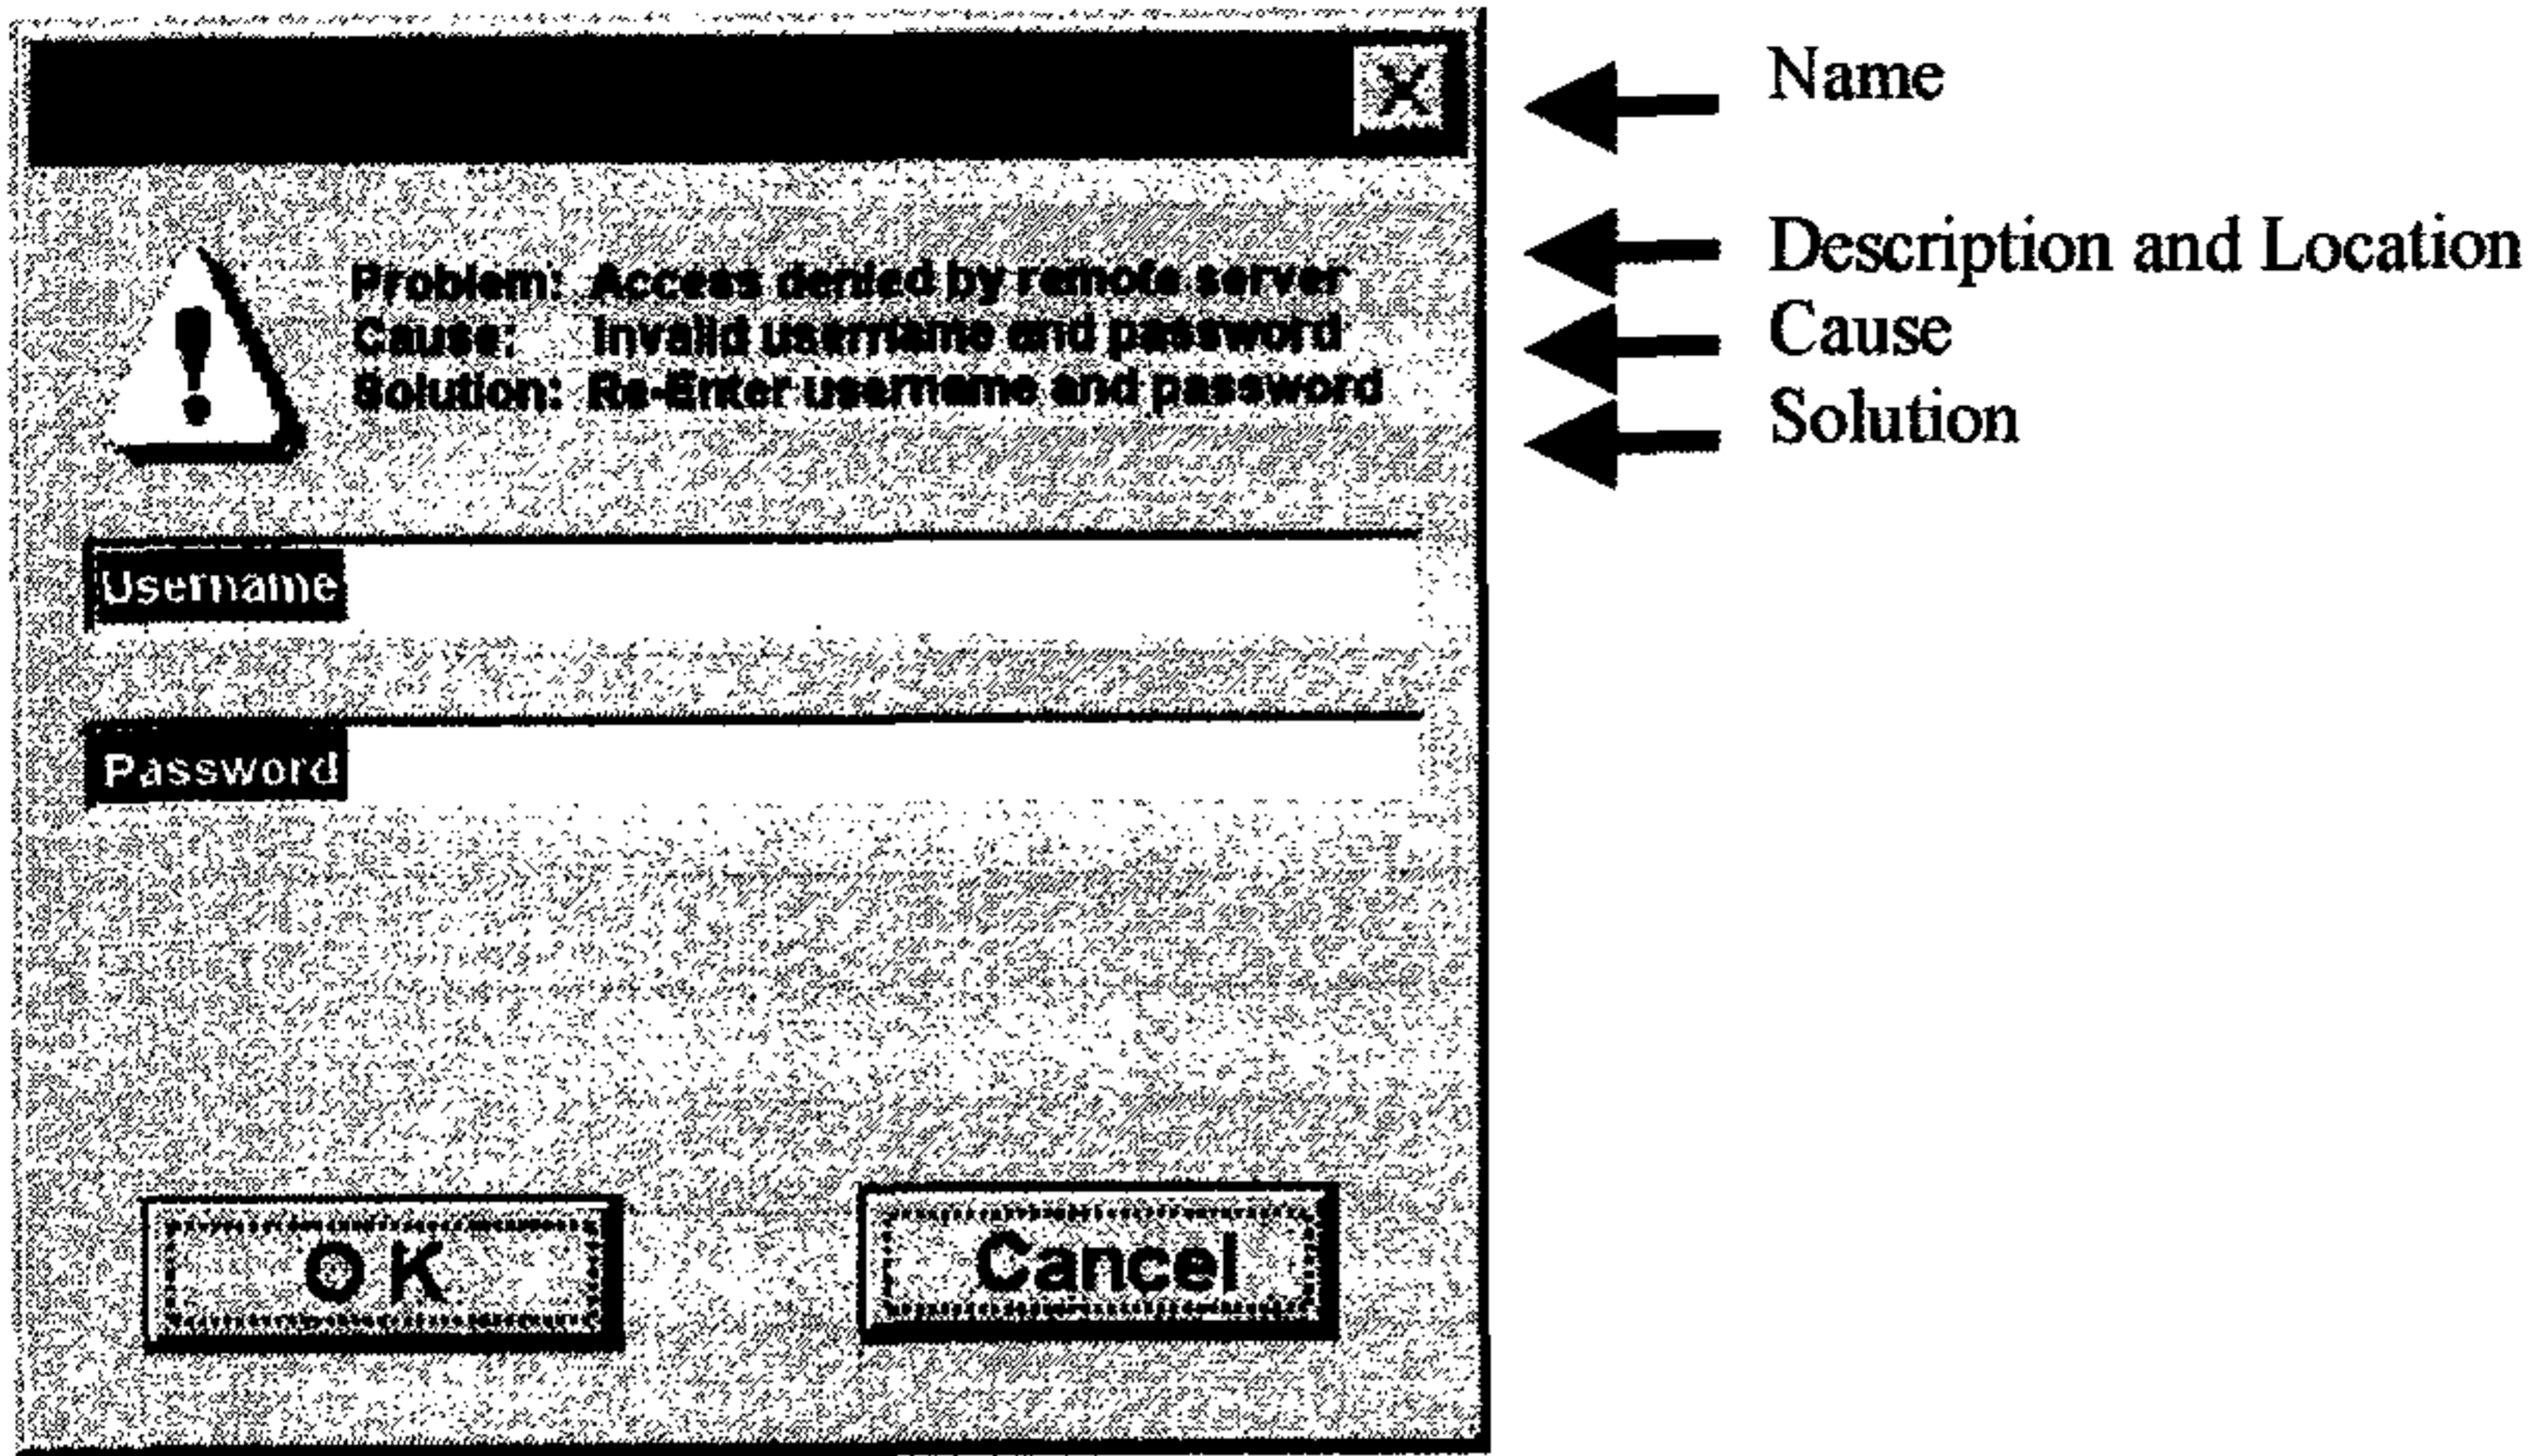 X
Name
Problem: Access denied by remote server
Description and Location
Cause: Invalid username and password
Cause
Solution: Re-Enter username and password
Solution
Username
Password
OK
Cancel